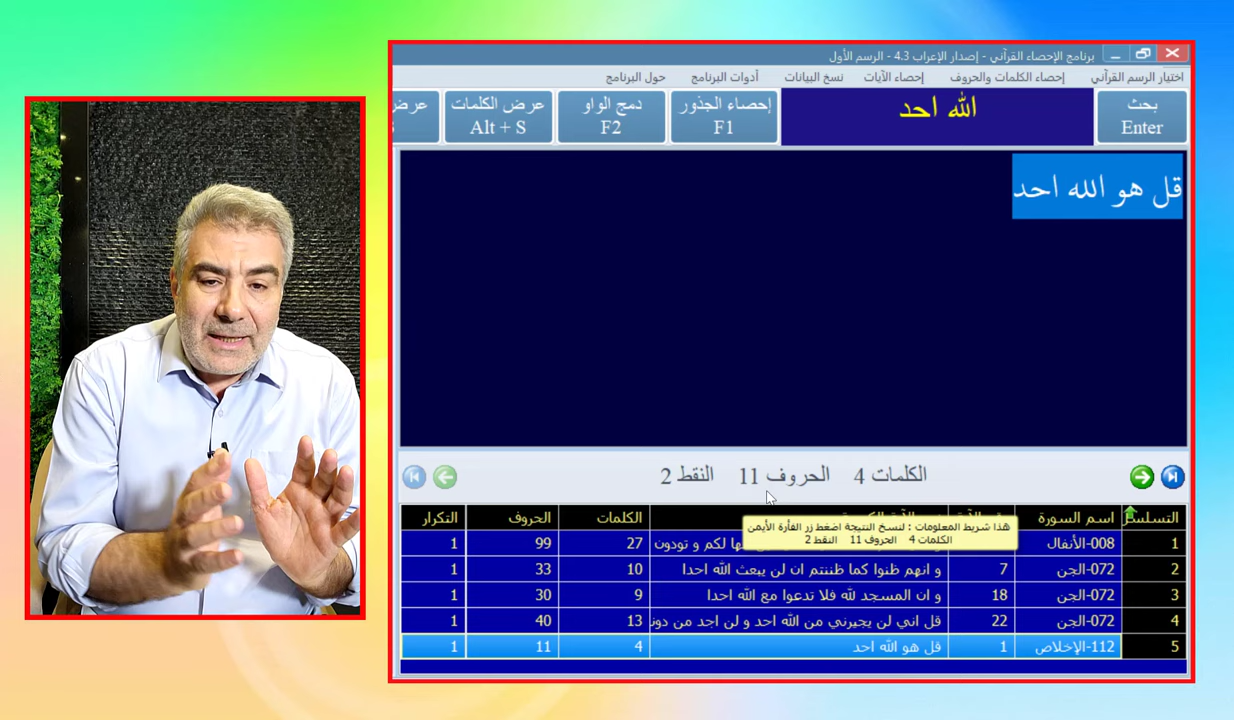 برنامج الإحصاء القرآني - إصدار الإعراب 4.3 - الرسم الأول
اختيار الرسم القرآني إحصاء الكلمات والحروف إحصاء الآيات نسخ البيانات أدوات البرنامج حول البرنامج
بحث
Enter
الله احد
إحصاء الجذور
F1
دمج الواو
F2
عرض الكلمات
Alt + S
قل هو الله احد
الكلمات 4 الحروف 11 النقط 2
التسلسل اسم السورة الكلمات الحروف التكرار
هذا شريط المعلومات : لنسخ النتيجة اضغط زر الفأرة الأيمن
الكلمات 4 الحروف 11 النقط 2
1 008-الأنفال لكم و تودون 27 99 1
2 072-الجن 7 و انهم ظنوا كما ظننتم ان لن يبعث الله احدا 10 33 1
3 072-الجن 18 و ان المسجد لله فلا تدعوا مع الله احدا 9 30 1
4 072-الجن 22 قل اني لن يجيرني من الله احد و لن اجد من دون 13 40 1
5 112-الإخلاص 1 قل هو الله احد 4 11 1